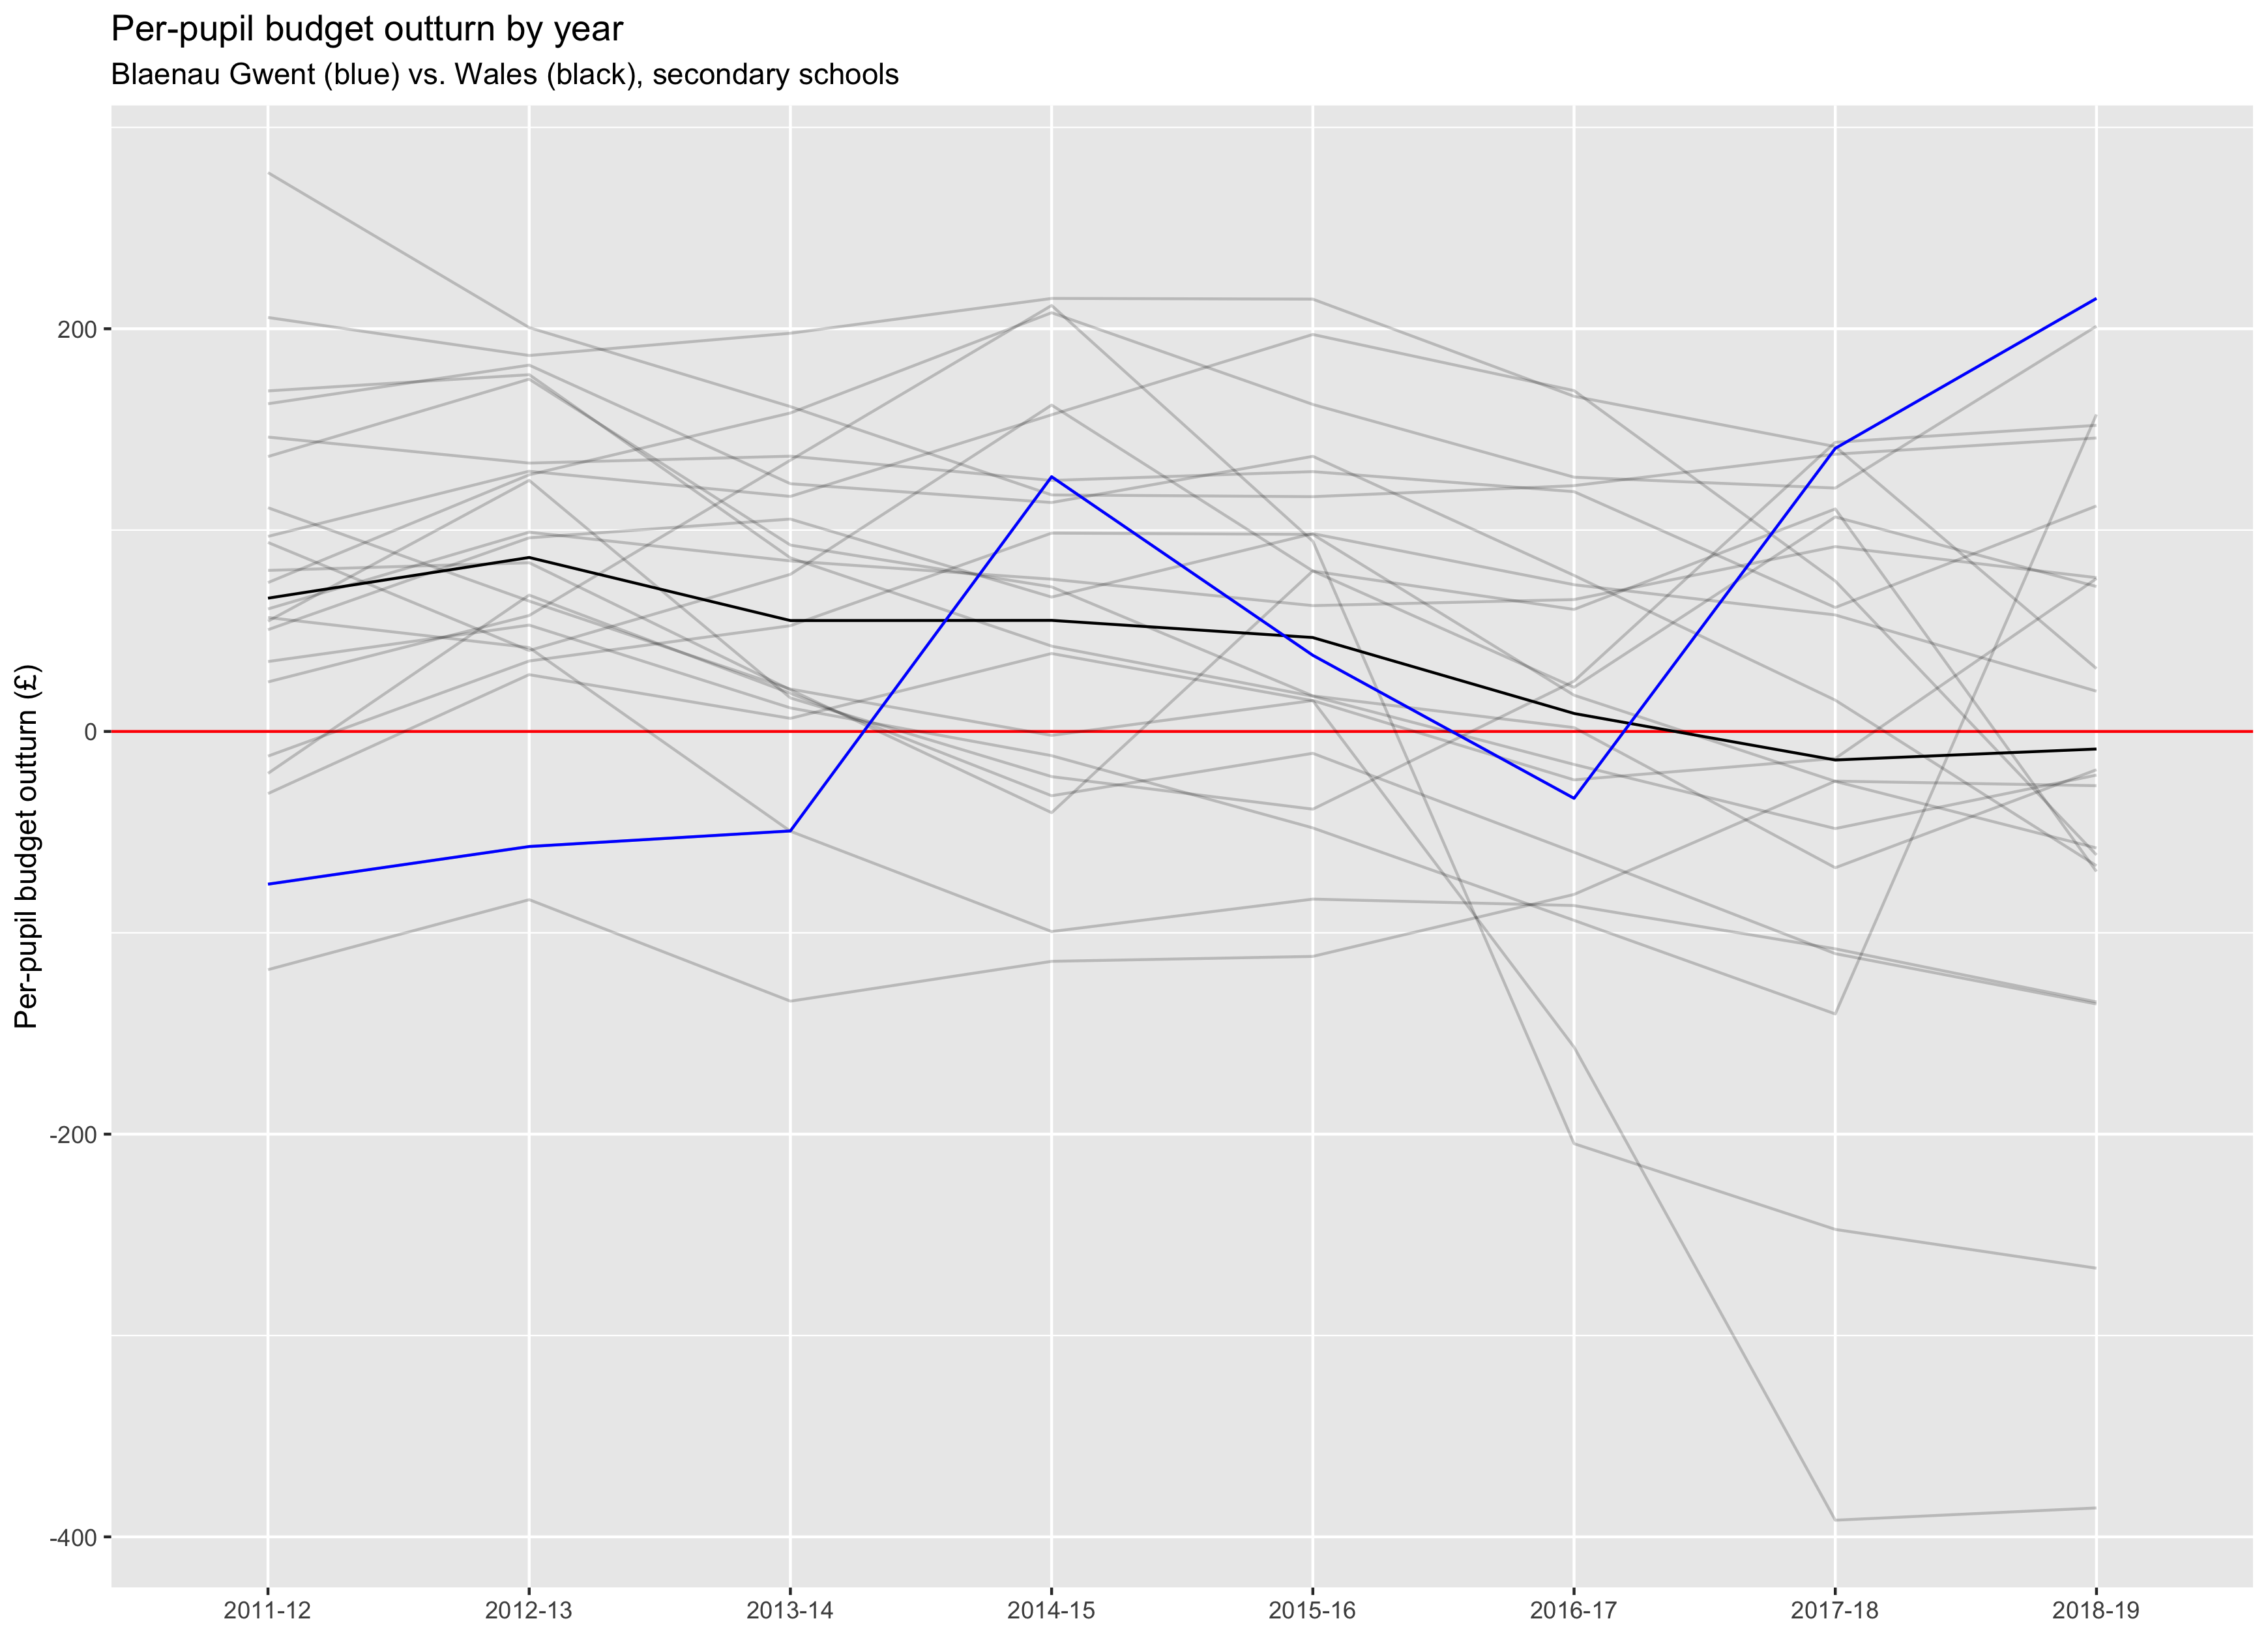 Per-pupil budget outturn by year
Blaenau Gwent (blue) vs. Wales (black), secondary schools
Per-pupil budget outturn (£)
200
0
-200
-400
2011-12 2012-13 2013-14 2014-15 2015-16 2016-17 2017-18 2018-19